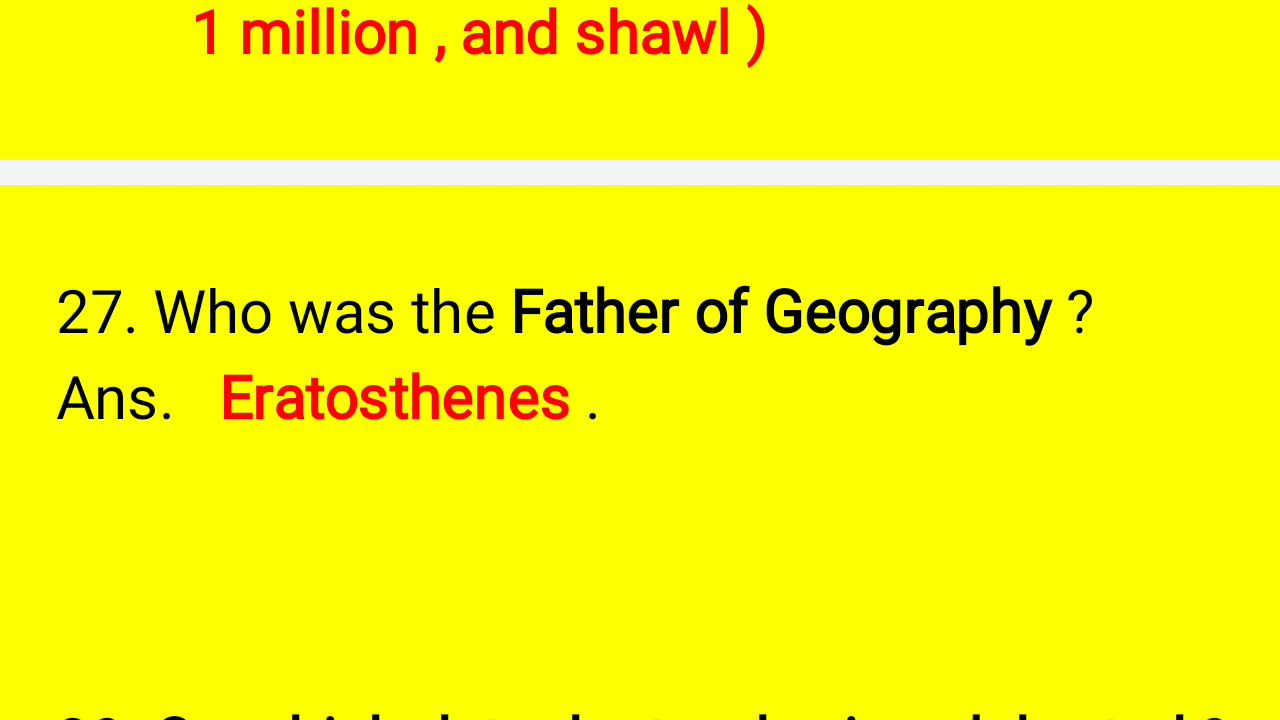 1 million , and shawl )
27. Who was the Father of Geography ?
Ans. Eratosthenes .